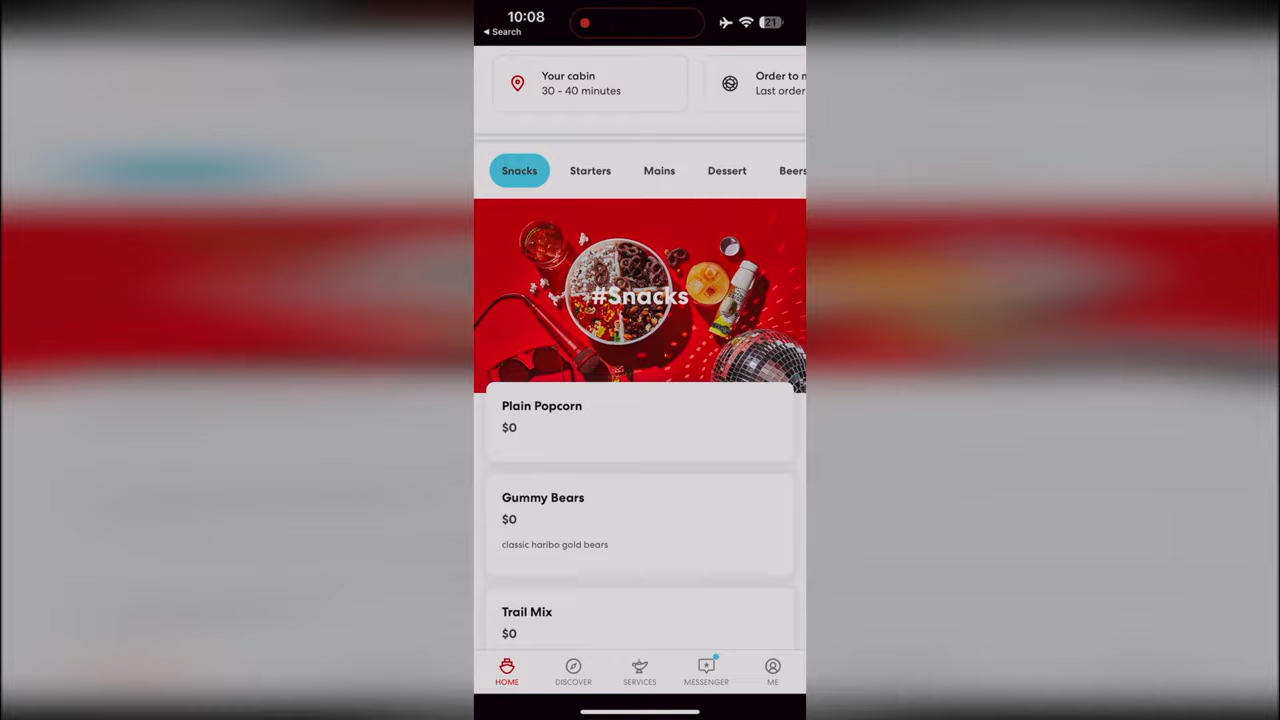 10:08
21
Search
Your cabin
30 - 40 minutes
Order to
Last order
Snacks
Starters
Mains
Dessert
Beers
#Snacks
Plain Popcorn
$0
Gummy Bears
$0
classic haribo gold bears
Trail Mix
$0
HOME
DISCOVER
SERVICES
MESSENGER
ME